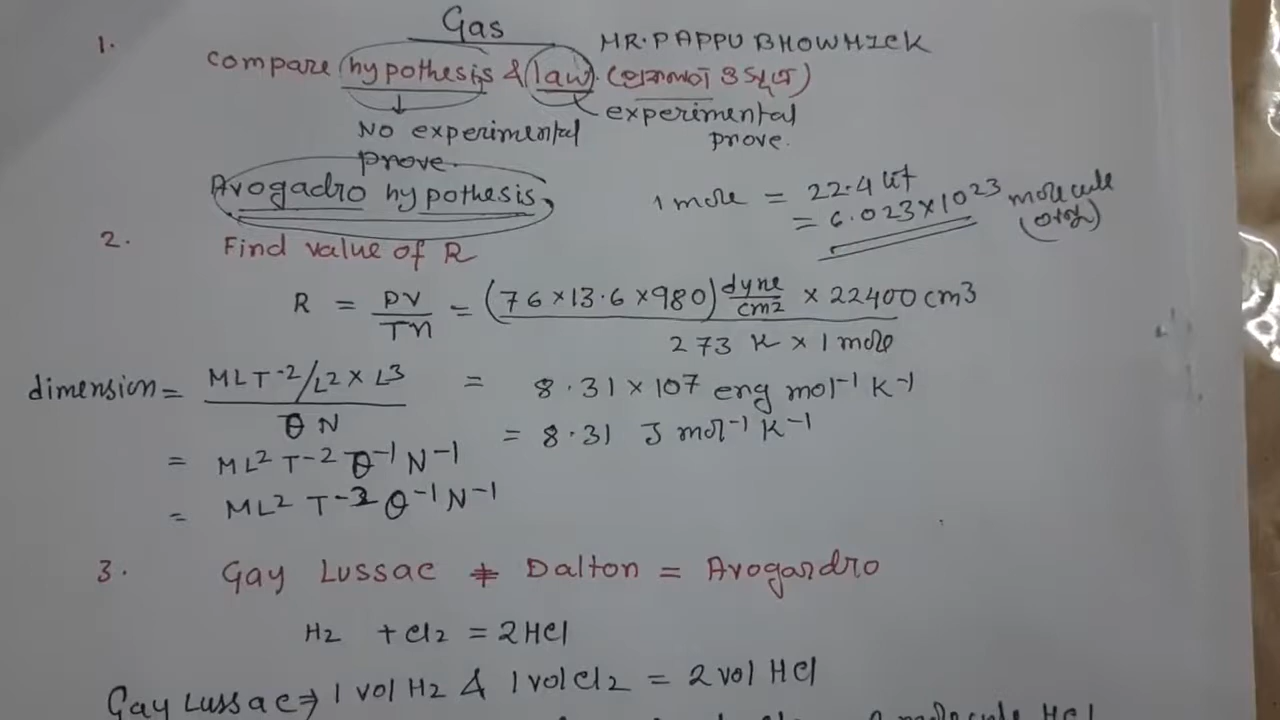 Gas
1. MR. PAPPU BHOWMICK
compare hypothesis & law. (প্রকল্প ও সূত্র)
No experimental prove.
experimental prove.
Avogadro hypothesis.
1 mole = 22.4 lit
= 6.023×10²³ molecule
2. Find value of R
R = PV/Tn = (76×13.6×980) dyne/cm² × 22400 cm³ / 273 K × 1 mole
dimension = MLT⁻²/L² × L³ / θ N = 8.31×10⁷ erg mol⁻¹ K⁻¹
= ML² T⁻² θ⁻¹ N⁻¹ = 8.31 J mol⁻¹ K⁻¹
= ML² T⁻² θ⁻¹ N⁻¹
3. Gay Lussac ≠ Dalton = Avogardro
H₂ + Cl₂ = 2HCl
Gay Lussac ⇒ 1 vol H₂ & 1 vol Cl₂ = 2 vol HCl
molecule HCl